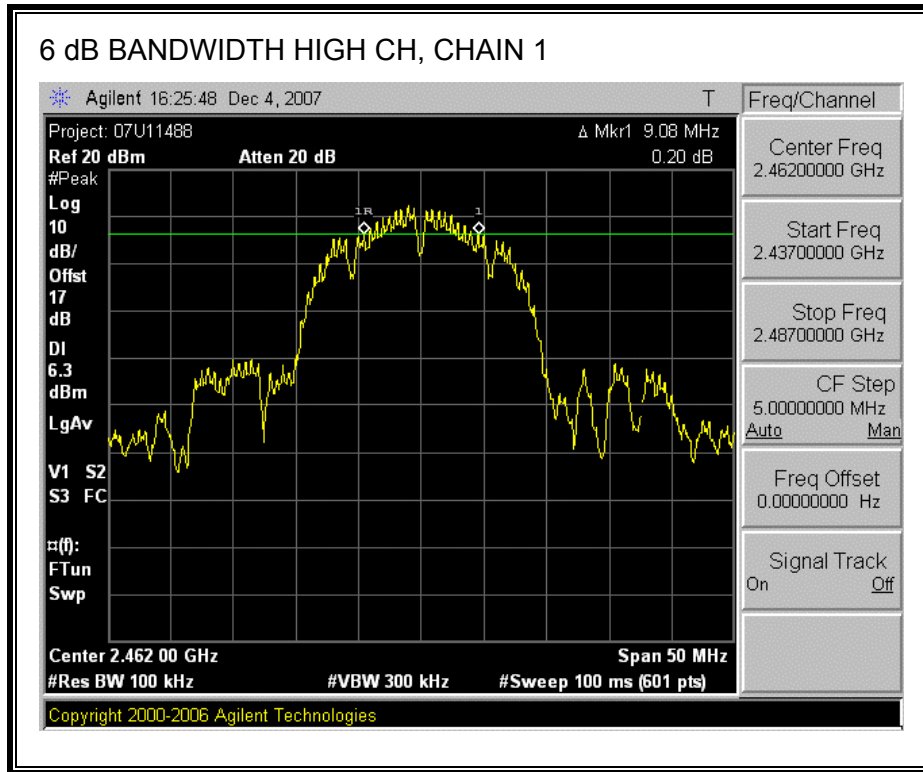 6 dB BANDWIDTH HIGH CH, CHAIN 1
Agilent 16:25:48 Dec 4, 2007 T
Freq/Channel
Project: 07U11488 Δ Mkr1 9.08 MHz
Ref 20 dBm Atten 20 dB 0.20 dB
#Peak
Log
10
dB/
Offst
17
dB
DI
6.3
dBm
LgAv
V1 S2
S3 FC
¤(f):
FTun
Swp
1R
1
Center 2.462 00 GHz Span 50 MHz
#Res BW 100 kHz #VBW 300 kHz #Sweep 100 ms (601 pts)
Center Freq
2.46200000 GHz
Start Freq
2.43700000 GHz
Stop Freq
2.48700000 GHz
CF Step
5.00000000 MHz
Auto Man
Freq Offset
0.00000000 Hz
Signal Track
On Off
Copyright 2000-2006 Agilent Technologies